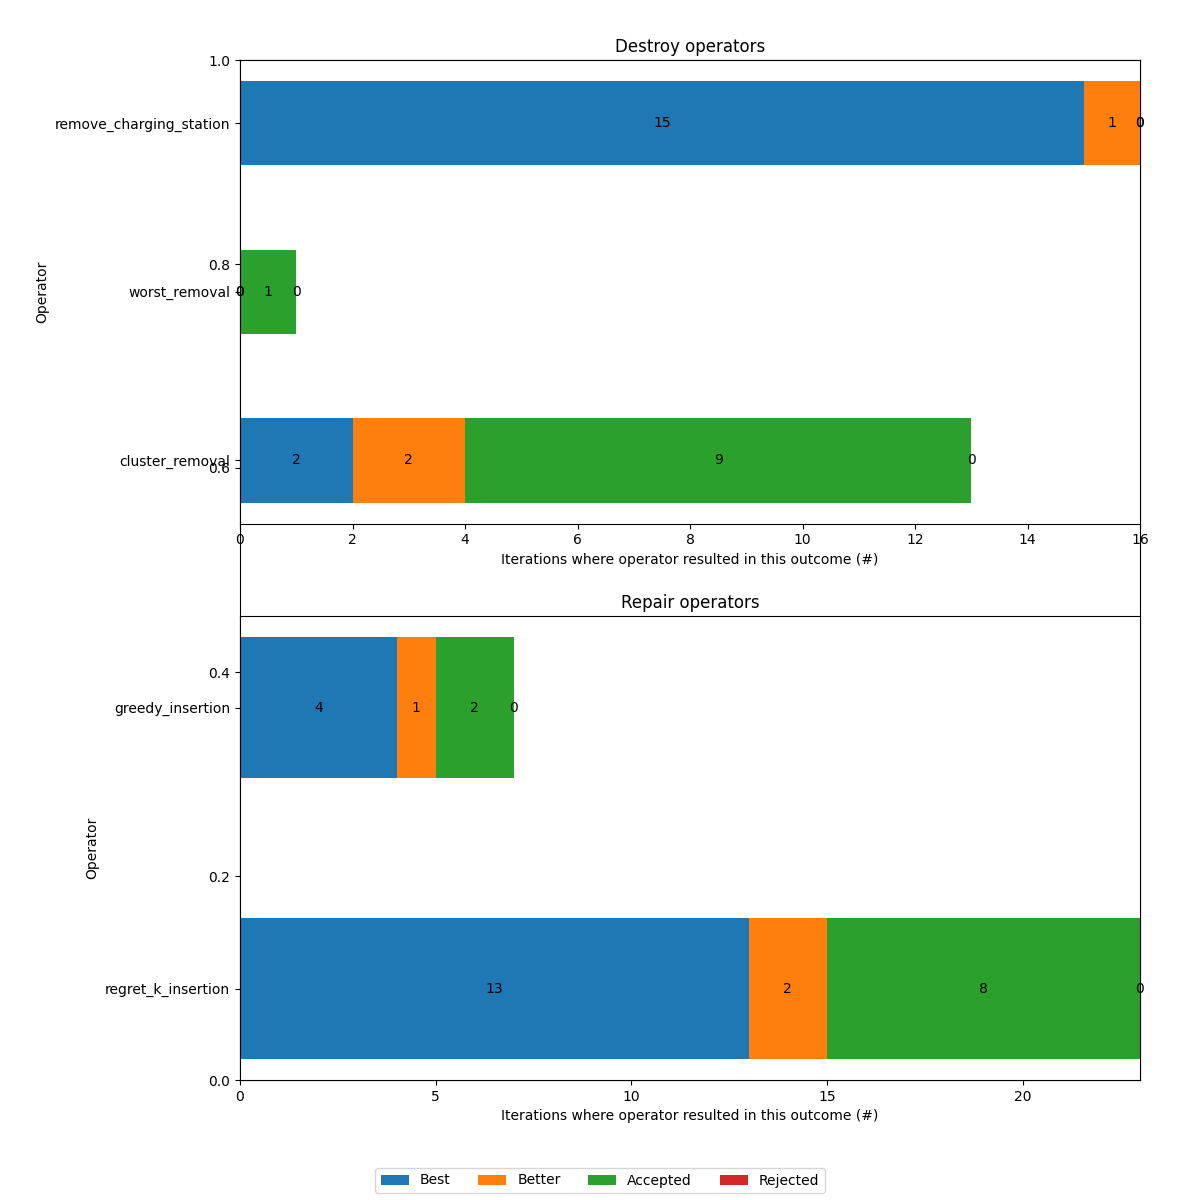 Destroy operators
1.0
remove_charging_station
15
1
0
0
0.8
worst_removal
0
0
1
0
cluster_removal
0.6
2
2
9
0
Operator
0 2 4 6 8 10 12 14 16
Iterations where operator resulted in this outcome (#)
Repair operators
0.4
greedy_insertion
4
1
2
0
0.2
regret_k_insertion
13
2
8
0
0.0
Operator
0 5 10 15 20
Iterations where operator resulted in this outcome (#)
Best Better Accepted Rejected